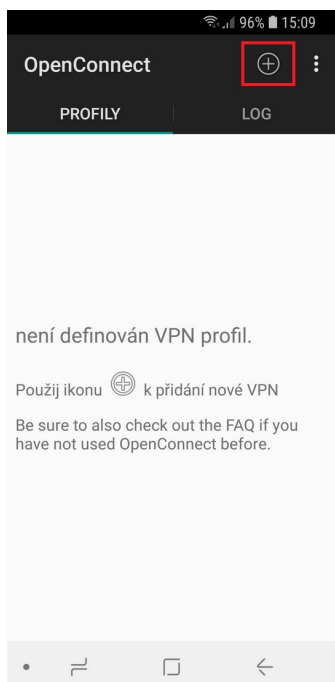 96% 15:09
OpenConnect
PROFILY LOG
není definován VPN profil.
Použij ikonu k přidání nové VPN
Be sure to also check out the FAQ if you
have not used OpenConnect before.